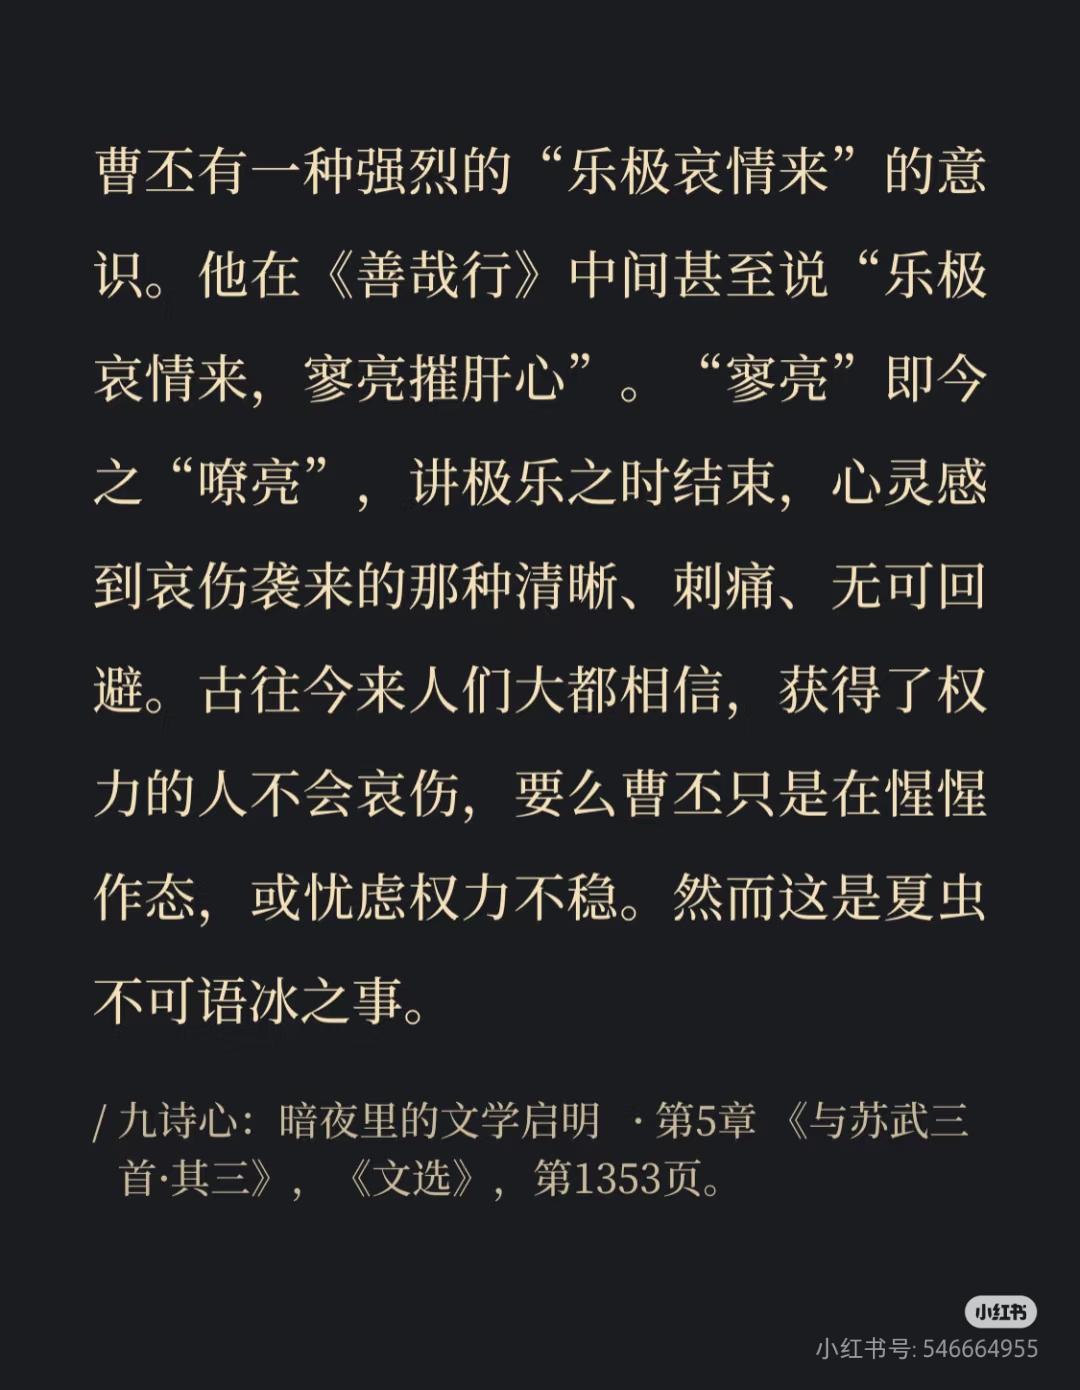 曹丕有一种强烈的“乐极哀情来”的意
识。他在《善哉行》中间甚至说“乐极
哀情来，寥亮摧肝心”。“寥亮”即今
之“嘹亮”，讲极乐之时结束，心灵感
到哀伤袭来的那种清晰、刺痛、无可回
避。古往今来人们大都相信，获得了权
力的人不会哀伤，要么曹丕只是在惺惺
作态，或忧虑权力不稳。然而这是夏虫
不可语冰之事。
/ 九诗心：暗夜里的文学启明 ·第5章 《与苏武三
首·其三》，《文选》，第1353页。
小红书
小红书号: 546664955